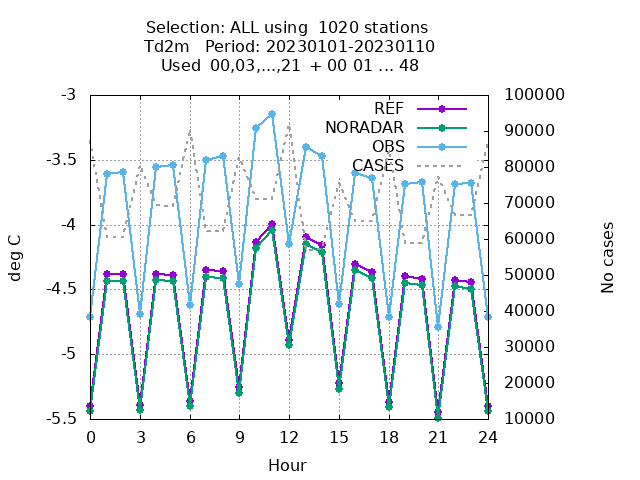 Selection: ALL using  1020 stations
Td2m   Period: 20230101-20230110
Used  00,03,...,21  + 00 01 ... 48
-3
-3.5
-4
-4.5
-5
-5.5
deg C
100000
90000
80000
70000
60000
50000
40000
30000
20000
10000
No cases
REF
NORADAR
OBS
CASES
0 3 6 9 12 15 18 21 24
Hour